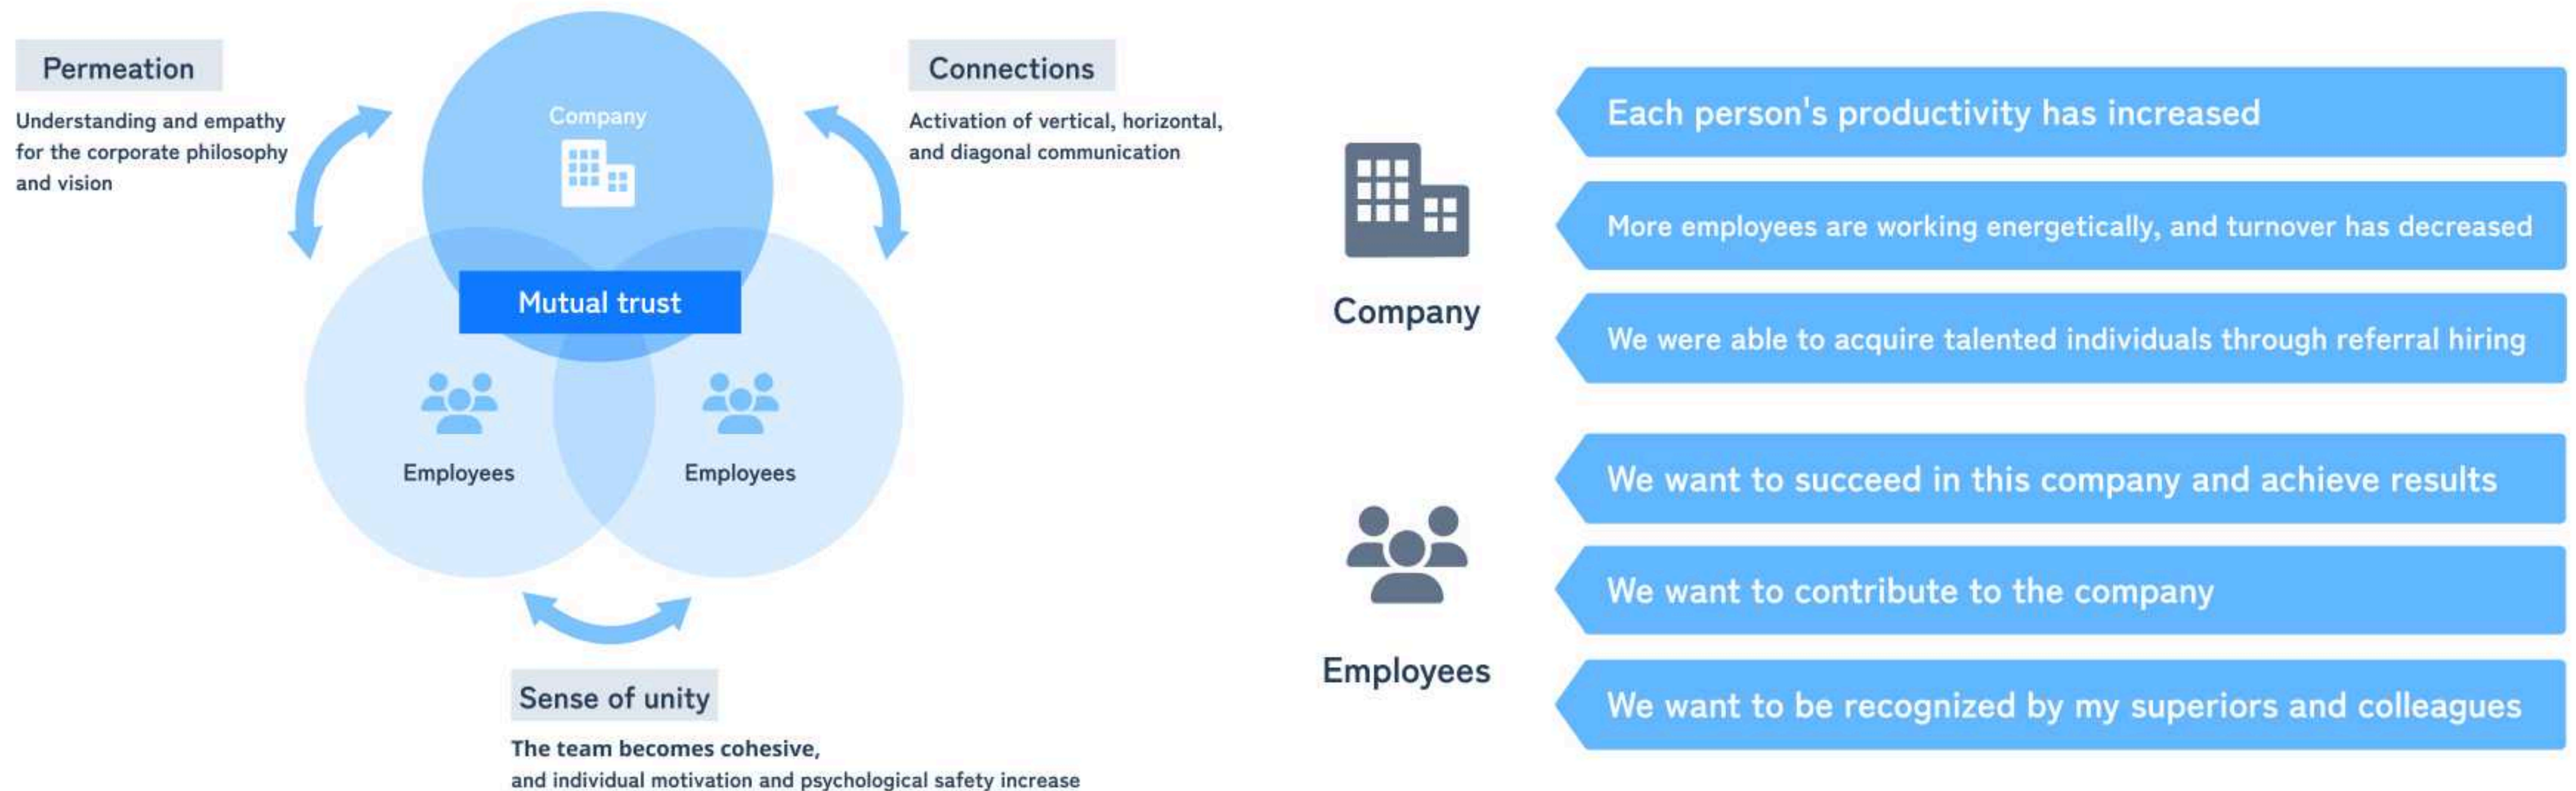 Permeation
Understanding and empathy
for the corporate philosophy
and vision
Company
Connections
Activation of vertical, horizontal,
and diagonal communication
Mutual trust
Employees
Employees
Sense of unity
The team becomes cohesive,
and individual motivation and psychological safety increase
Company
Each person's productivity has increased
More employees are working energetically, and turnover has decreased
We were able to acquire talented individuals through referral hiring
Employees
We want to succeed in this company and achieve results
We want to contribute to the company
We want to be recognized by my superiors and colleagues